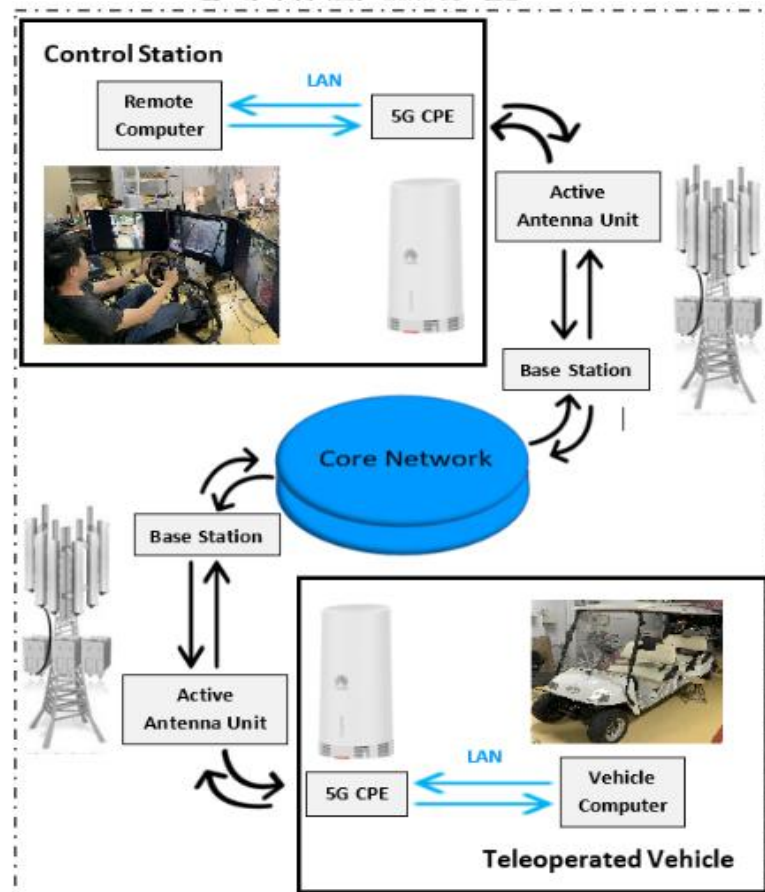 Control Station
LAN
Remote
Computer
5G CPE
Active
Antenna Unit
Base Station
Core Network
Base Station
Active
Antenna Unit
LAN
5G CPE
Vehicle
Computer
Teleoperated Vehicle